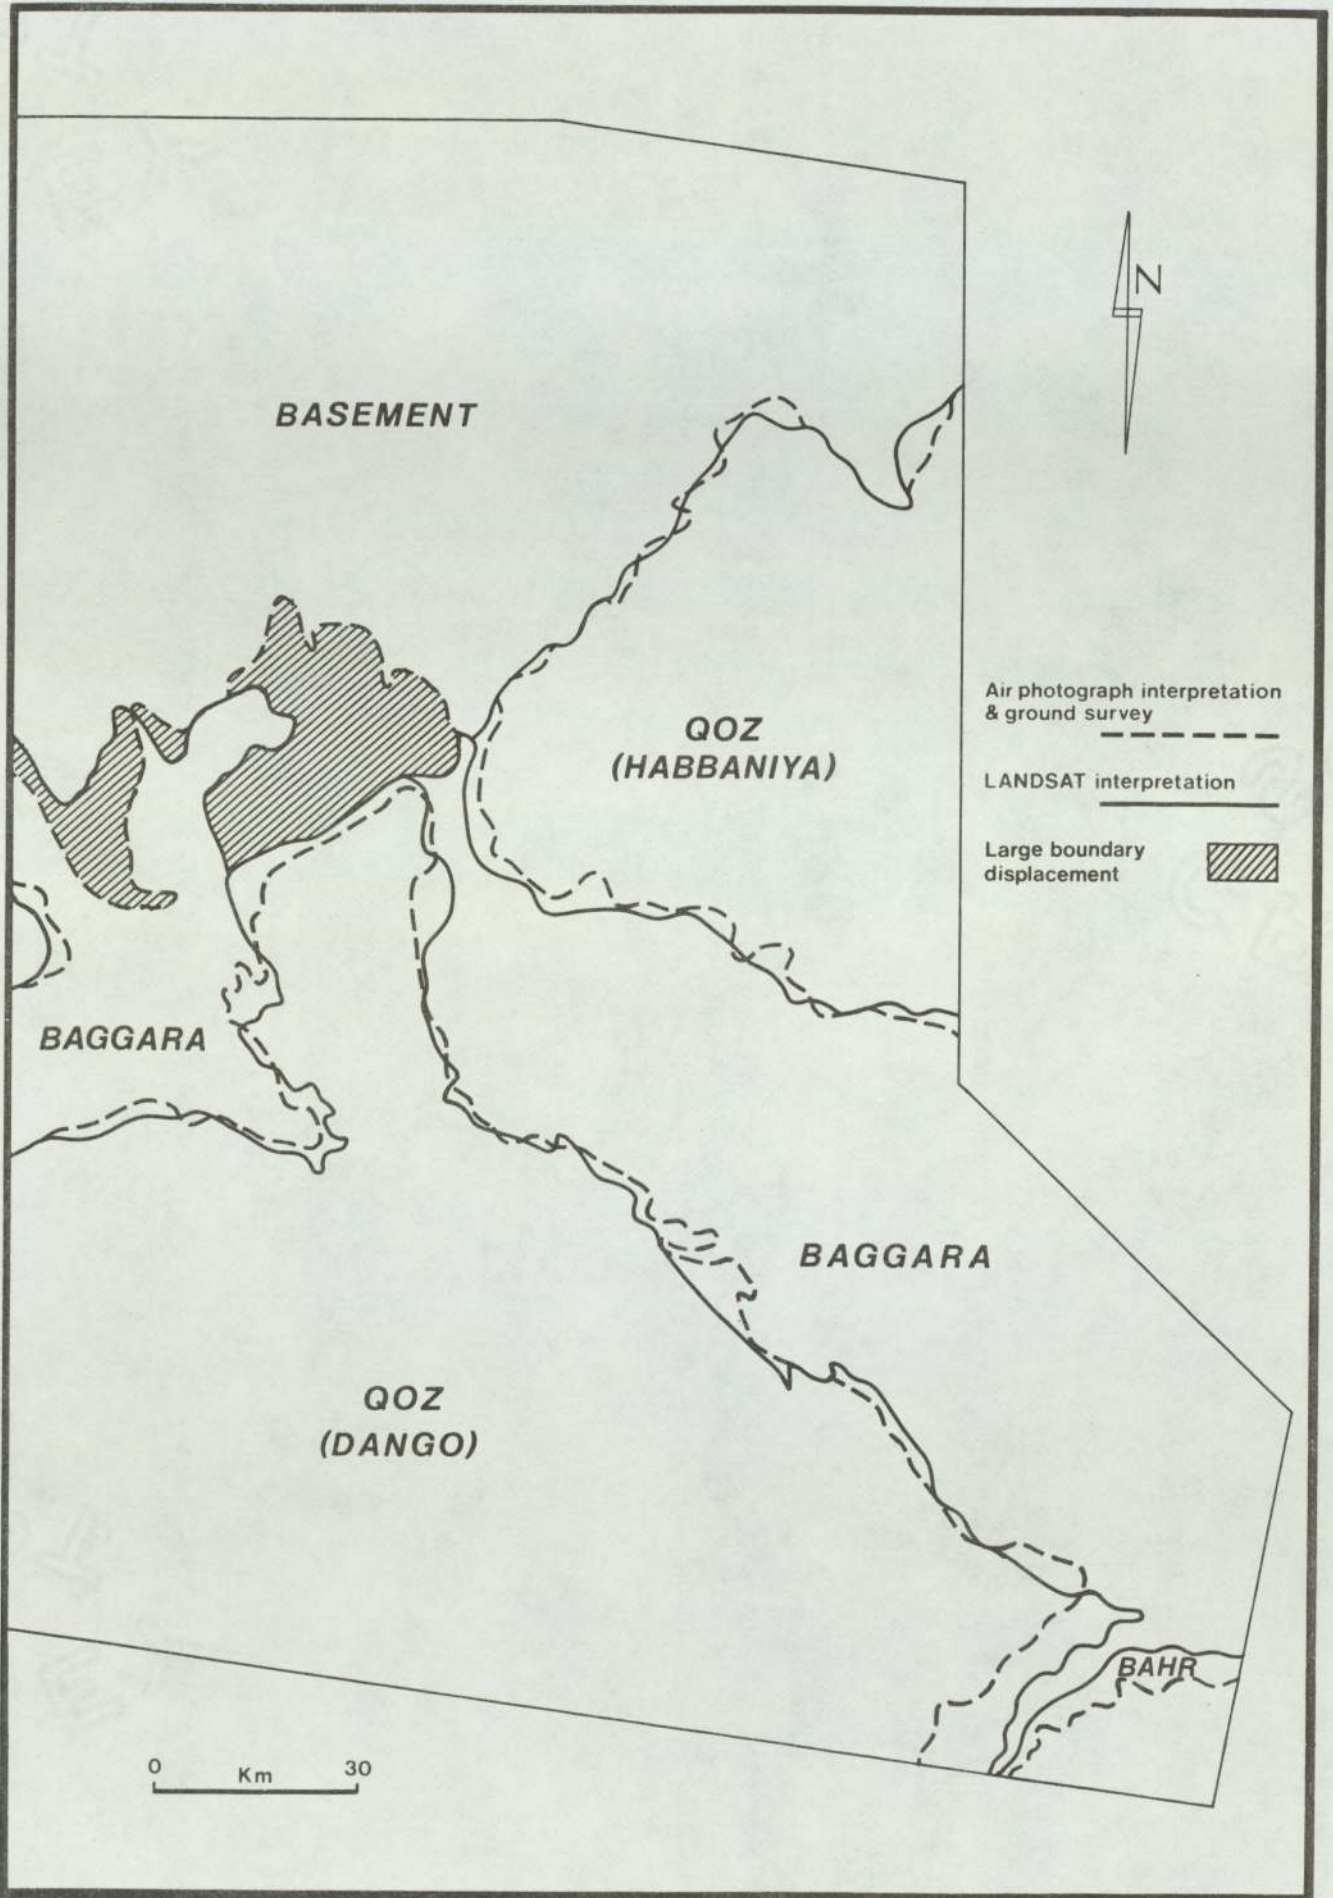 N
BASEMENT
QOZ
(HABBANIYA)
Air photograph interpretation
& ground survey
LANDSAT interpretation
Large boundary
displacement
BAGGARA
BAGGARA
QOZ
(DANGO)
BAHR
0 Km 30